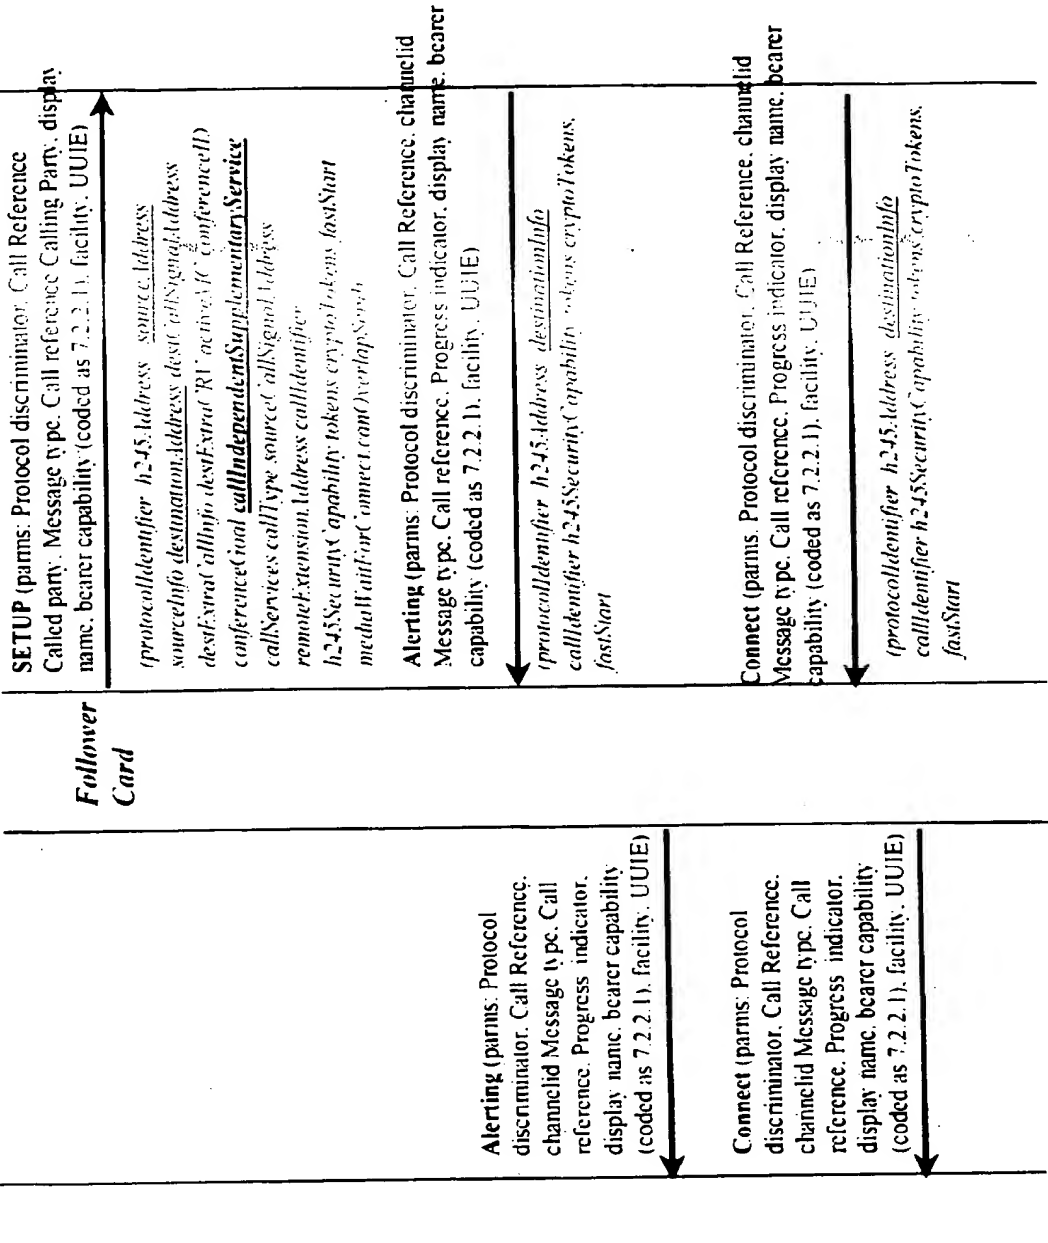 SETUP (parms: Protocol discriminator, Call Reference
Called party, Message type, Call reference Calling Party, display
name, bearer capability (coded as 7.2.2.1), facility, UUIE)
(protocolIdentifier h245Address sourceAddress
sourceInfo destinationAddress destCallSignalAddress
destExtraCallInfo destExtraCRV activeMC conferenceID
conferenceGoal callIndependentSupplementaryService
callServices callType sourceCallSignalAddress
remoteExtensionAddress callIdentifier
h245SecurityCapability tokens cryptoTokens fastStart
mediaWaitForConnect canOverlapSend)
Follower
Card
Alerting (parms: Protocol discriminator, Call Reference, channelid
Message type, Call reference, Progress indicator, display name, bearer
capability (coded as 7.2.2.1), facility, UUIE)
(protocolIdentifier h245Address destinationInfo
callIdentifier h245SecurityCapability tokens cryptoTokens,
fastStart
Alerting (parms: Protocol
discriminator, Call Reference,
channelid Message type, Call
reference, Progress indicator,
display name, bearer capability
(coded as 7.2.2.1), facility, UUIE)
Connect (parms, Protocol discriminator, Call Reference, channelid
Message type, Call reference, Progress indicator, display name, bearer
capability (coded as 7.2.2.1), facility, UUIE)
(protocolIdentifier h245Address destinationInfo
callIdentifier h245SecurityCapability tokens cryptoTokens,
fastStart
Connect (parms: Protocol
discriminator, Call Reference,
channelid Message type, Call
reference, Progress indicator,
display name, bearer capability
(coded as 7.2.2.1), facility, UUIE)